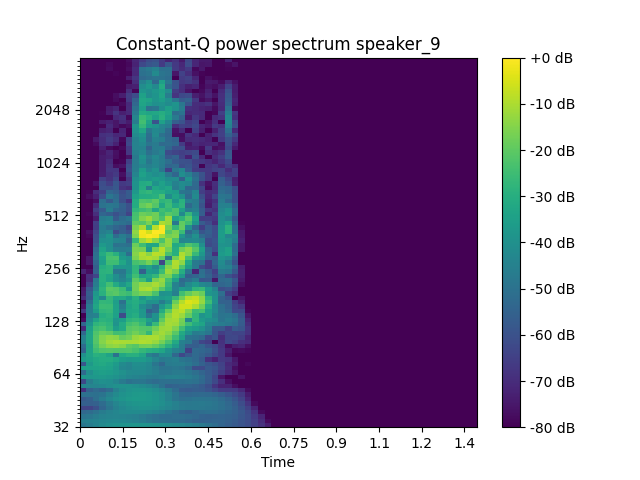 Constant-Q power spectrum speaker_9
+0 dB
-10 dB
-20 dB
-30 dB
-40 dB
-50 dB
-60 dB
-70 dB
-80 dB
2048
1024
512
256
128
64
32
Hz
0 0.15 0.3 0.45 0.6 0.75 0.9 1.1 1.2 1.4
Time